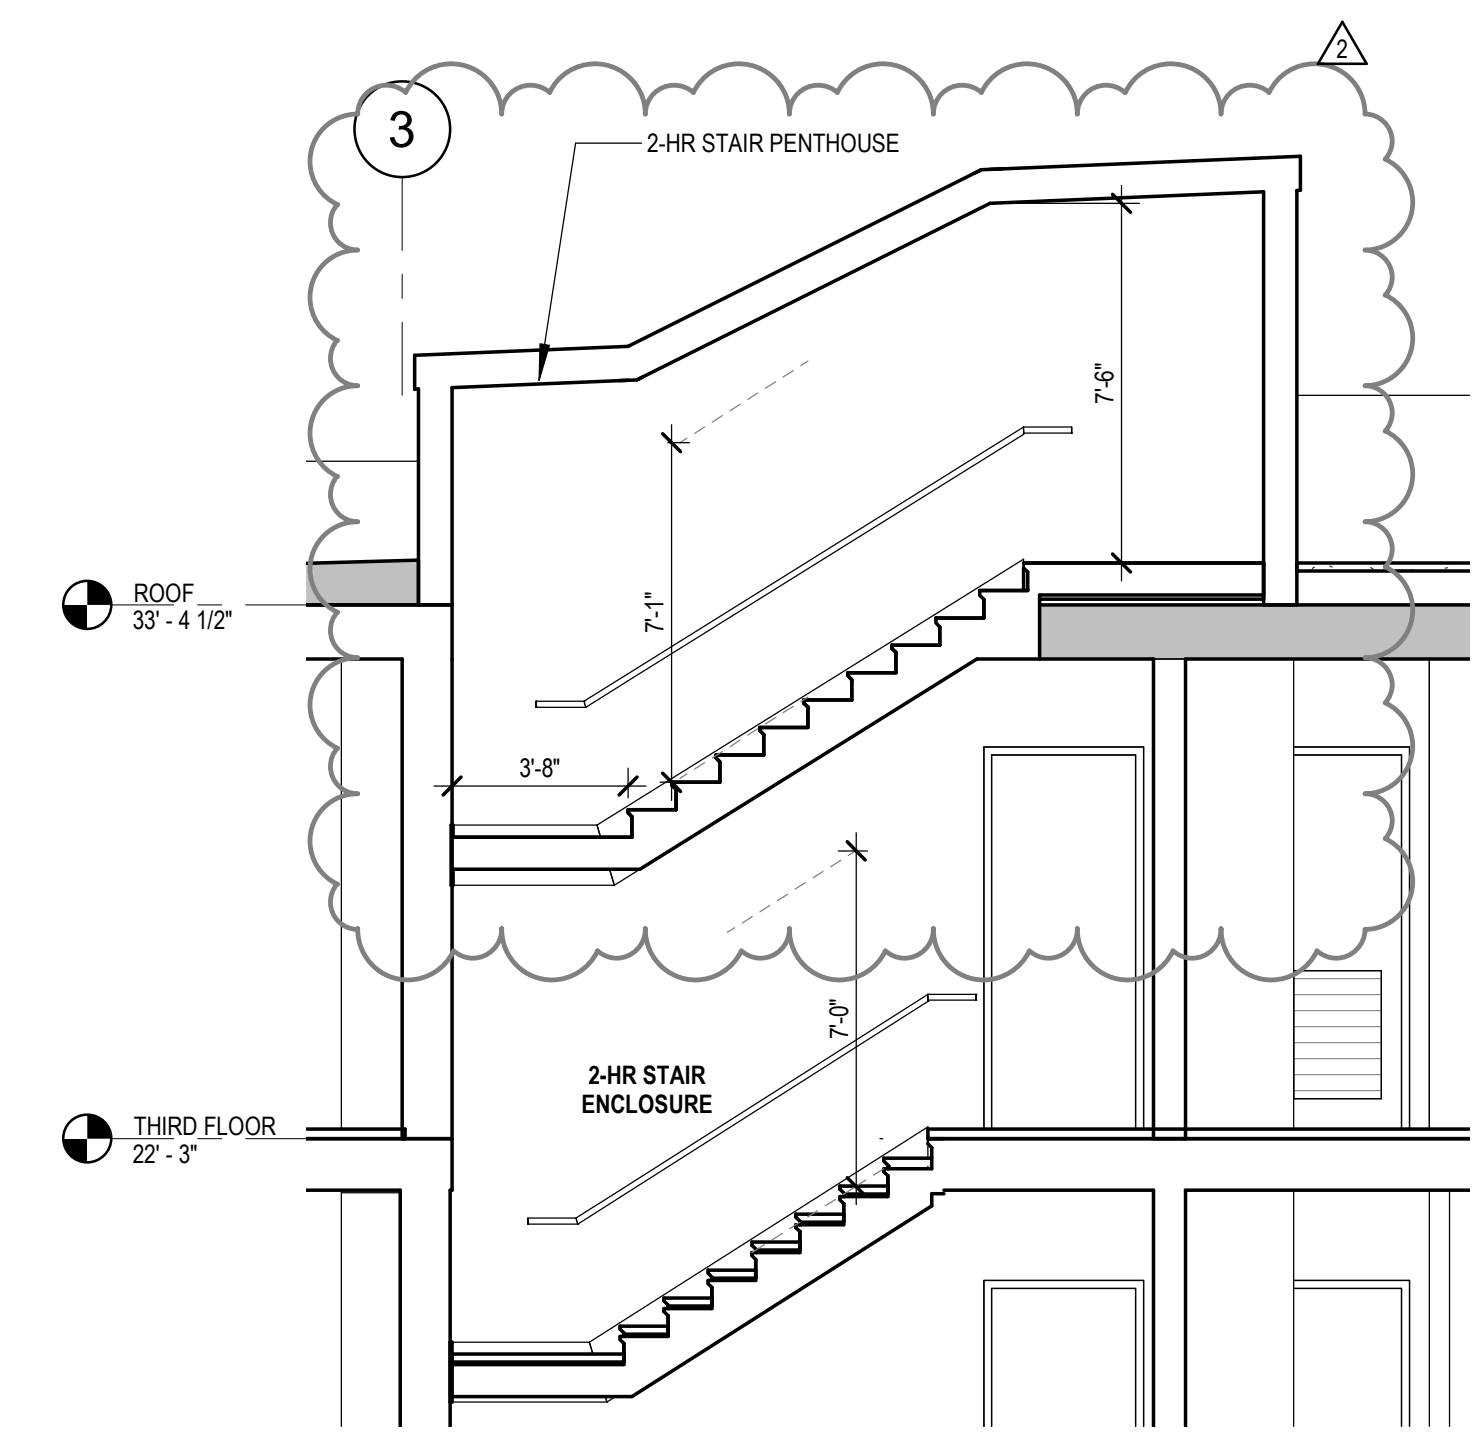 2
3
2-HR STAIR PENTHOUSE
7'-6"
7'-1"
ROOF
33' - 4 1/2"
3'-8"
7'-0"
2-HR STAIR
ENCLOSURE
THIRD FLOOR
22' - 3"